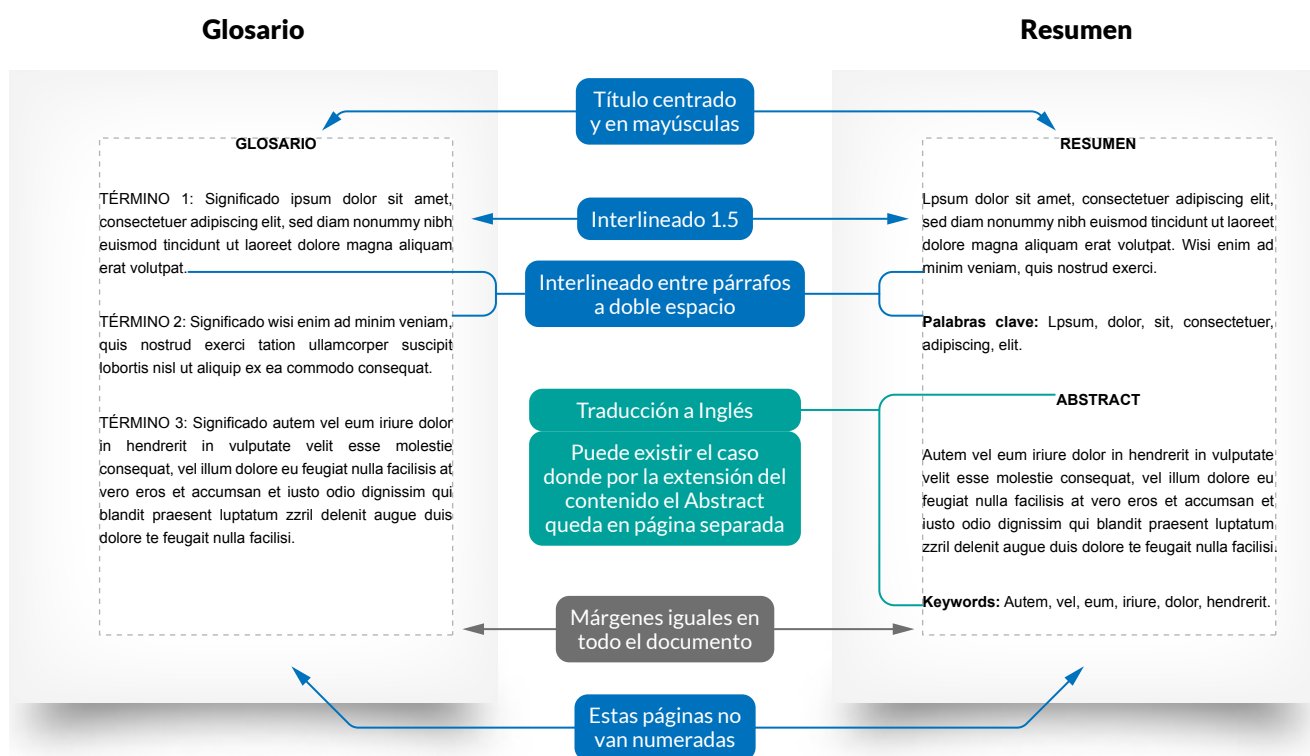 Glosario
Resumen
Título centrado
y en mayúsculas
GLOSARIO
TÉRMINO 1: Significado ipsum dolor sit amet,
consectetuer adipiscing elit, sed diam nonummy nibh
euismod tincidunt ut laoreet dolore magna aliquam
erat volutpat.
TÉRMINO 2: Significado wisi enim ad minim veniam,
quis nostrud exerci tation ullamcorper suscipit
lobortis nisl ut aliquip ex ea commodo consequat.
TÉRMINO 3: Significado autem vel eum iriure dolor
in hendrerit in vulputate velit esse molestie
consequat, vel illum dolore eu feugiat nulla facilisis at
vero eros et accumsan et iusto odio dignissim qui
blandit praesent luptatum zzril delenit augue duis
dolore te feugait nulla facilisi.
Interlineado 1.5
Interlineado entre párrafos
a doble espacio
Traducción a Inglés
Puede existir el caso
donde por la extensión del
contenido el Abstract
queda en página separada
Márgenes iguales en
todo el documento
Estas páginas no
van numeradas
RESUMEN
Lpsum dolor sit amet, consectetuer adipiscing elit,
sed diam nonummy nibh euismod tincidunt ut laoreet
dolore magna aliquam erat volutpat. Wisi enim ad
minim veniam, quis nostrud exerci.
Palabras clave: Lpsum, dolor, sit, consectetuer,
adipiscing, elit.
ABSTRACT
Autem vel eum iriure dolor in hendrerit in vulputate
velit esse molestie consequat, vel illum dolore eu
feugiat nulla facilisis at vero eros et accumsan et
iusto odio dignissim qui blandit praesent luptatum
zzril delenit augue duis dolore te feugait nulla facilisi.
Keywords: Autem, vel, eum, iriure, dolor, hendrerit.